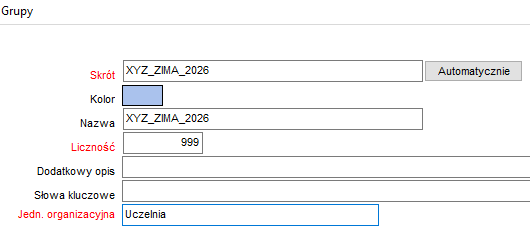 Grupy
Skrót XYZ_ZIMA_2026 Automatycznie
Kolor
Nazwa XYZ_ZIMA_2026
Liczność 999
Dodatkowy opis
Słowa kluczowe
Jedn. organizacyjna Uczelnia